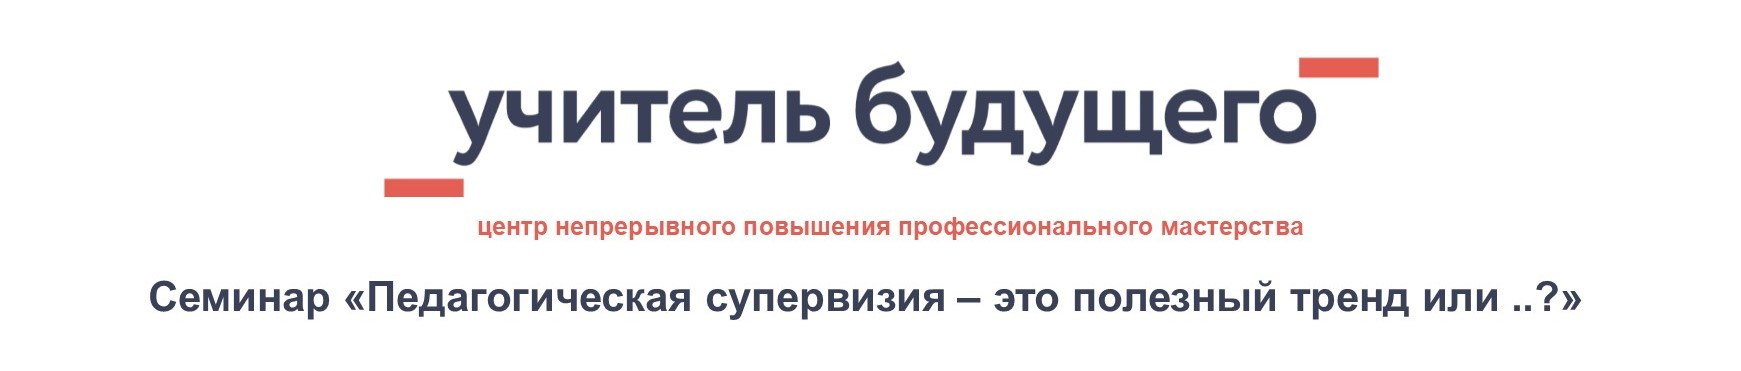 учитель будущего
центр непрерывного повышения профессионального мастерства
Семинар «Педагогическая супервизия – это полезный тренд или ..?»